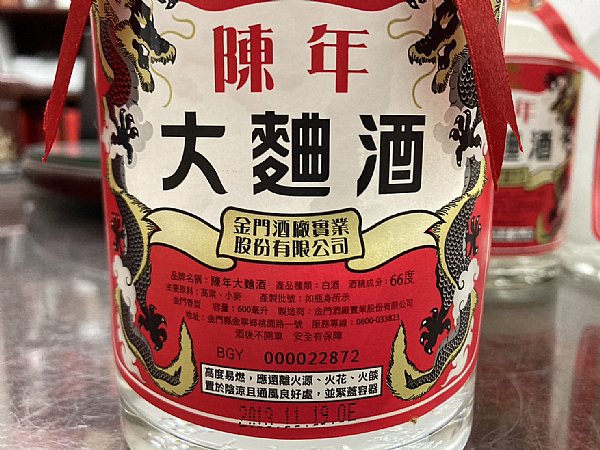 陳年
大麯酒
金門酒廠實業
股份有限公司
品牌名稱:陳年大麯酒 產品種類:白酒 酒精成分:66度
主要原料:高粱、小麥 產製批號:如瓶身所示
金門香型 容量:600毫升 製造商:金門酒廠實業股份有限公司
地址:金門縣金寧鄉桃園路一號 服務專線:0800-033823
酒後不開車 安全有保障
BGY 000022872
高度易燃,應遠離火源、火花、火燄
置於陰涼且通風良好處,並緊蓋容器
年
酒